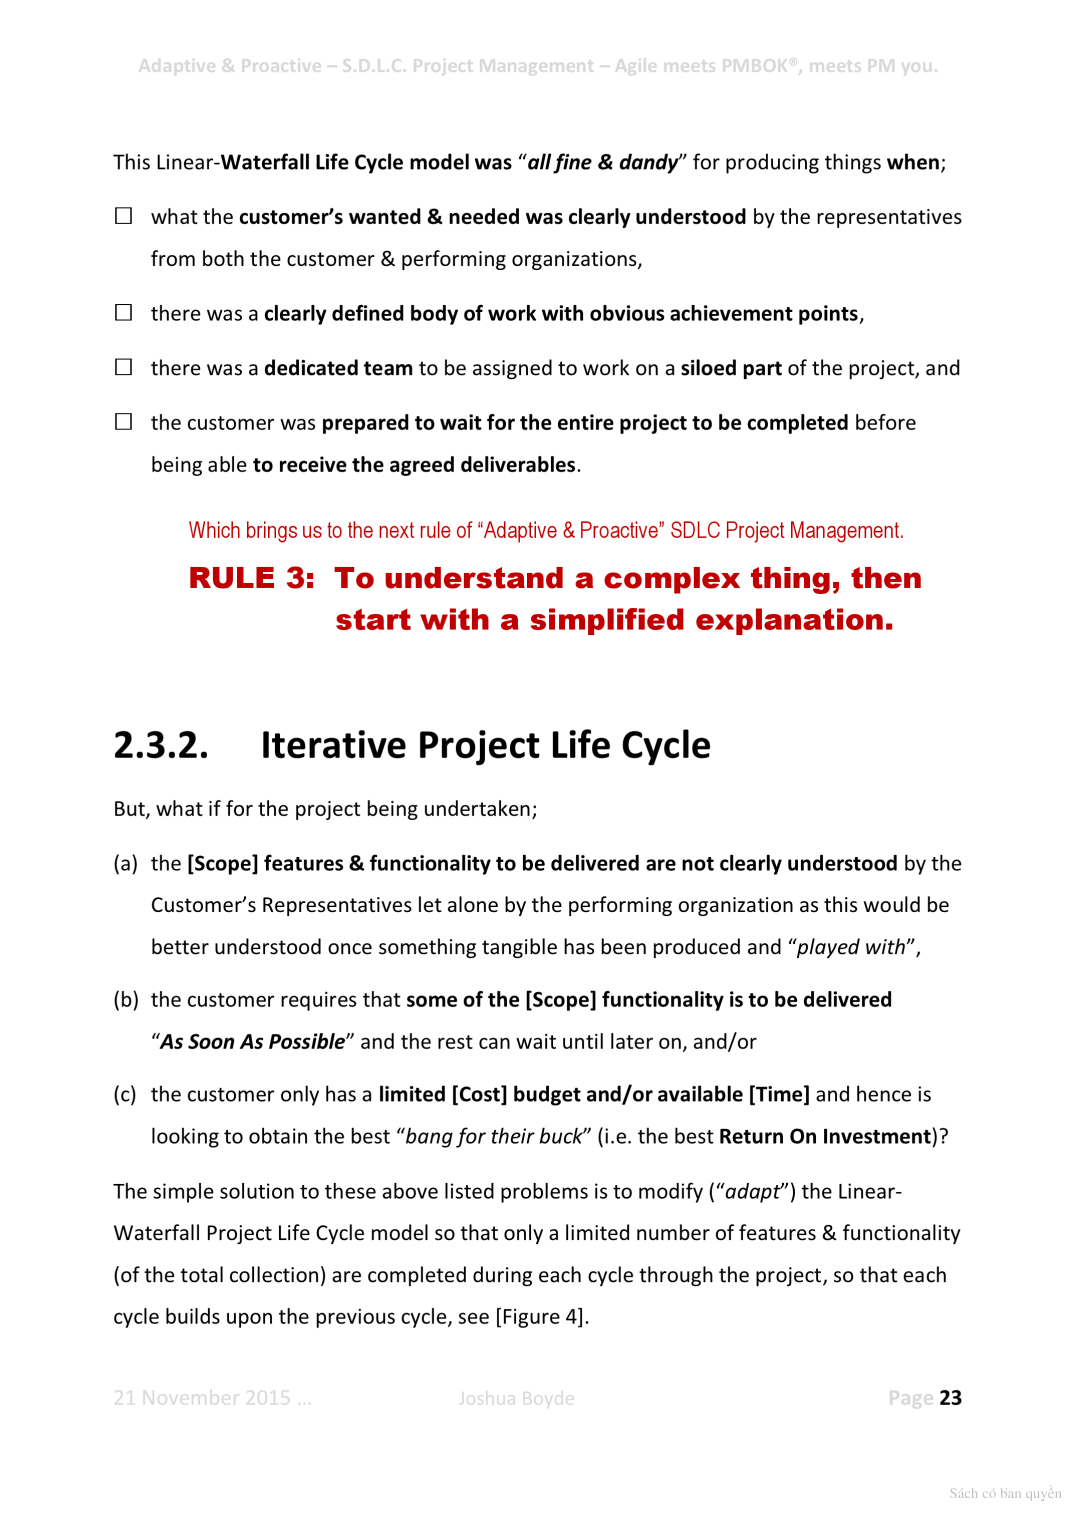 Adaptive & Proactive – S.D.L.C. Project Management – Agile meets PMBOK®, meets PM you.
This Linear-Waterfall Life Cycle model was “all fine & dandy” for producing things when;
☐ what the customer’s wanted & needed was clearly understood by the representatives
from both the customer & performing organizations,
☐ there was a clearly defined body of work with obvious achievement points,
☐ there was a dedicated team to be assigned to work on a siloed part of the project, and
☐ the customer was prepared to wait for the entire project to be completed before
being able to receive the agreed deliverables.
Which brings us to the next rule of “Adaptive & Proactive” SDLC Project Management.
RULE 3: To understand a complex thing, then
start with a simplified explanation.
2.3.2. Iterative Project Life Cycle
But, what if for the project being undertaken;
(a) the [Scope] features & functionality to be delivered are not clearly understood by the
Customer’s Representatives let alone by the performing organization as this would be
better understood once something tangible has been produced and “played with”,
(b) the customer requires that some of the [Scope] functionality is to be delivered
“As Soon As Possible” and the rest can wait until later on, and/or
(c) the customer only has a limited [Cost] budget and/or available [Time] and hence is
looking to obtain the best “bang for their buck” (i.e. the best Return On Investment)?
The simple solution to these above listed problems is to modify (“adapt”) the Linear-
Waterfall Project Life Cycle model so that only a limited number of features & functionality
(of the total collection) are completed during each cycle through the project, so that each
cycle builds upon the previous cycle, see [Figure 4].
21 November 2015 ... Joshua Boyde Page 23
Sách có bản quyền